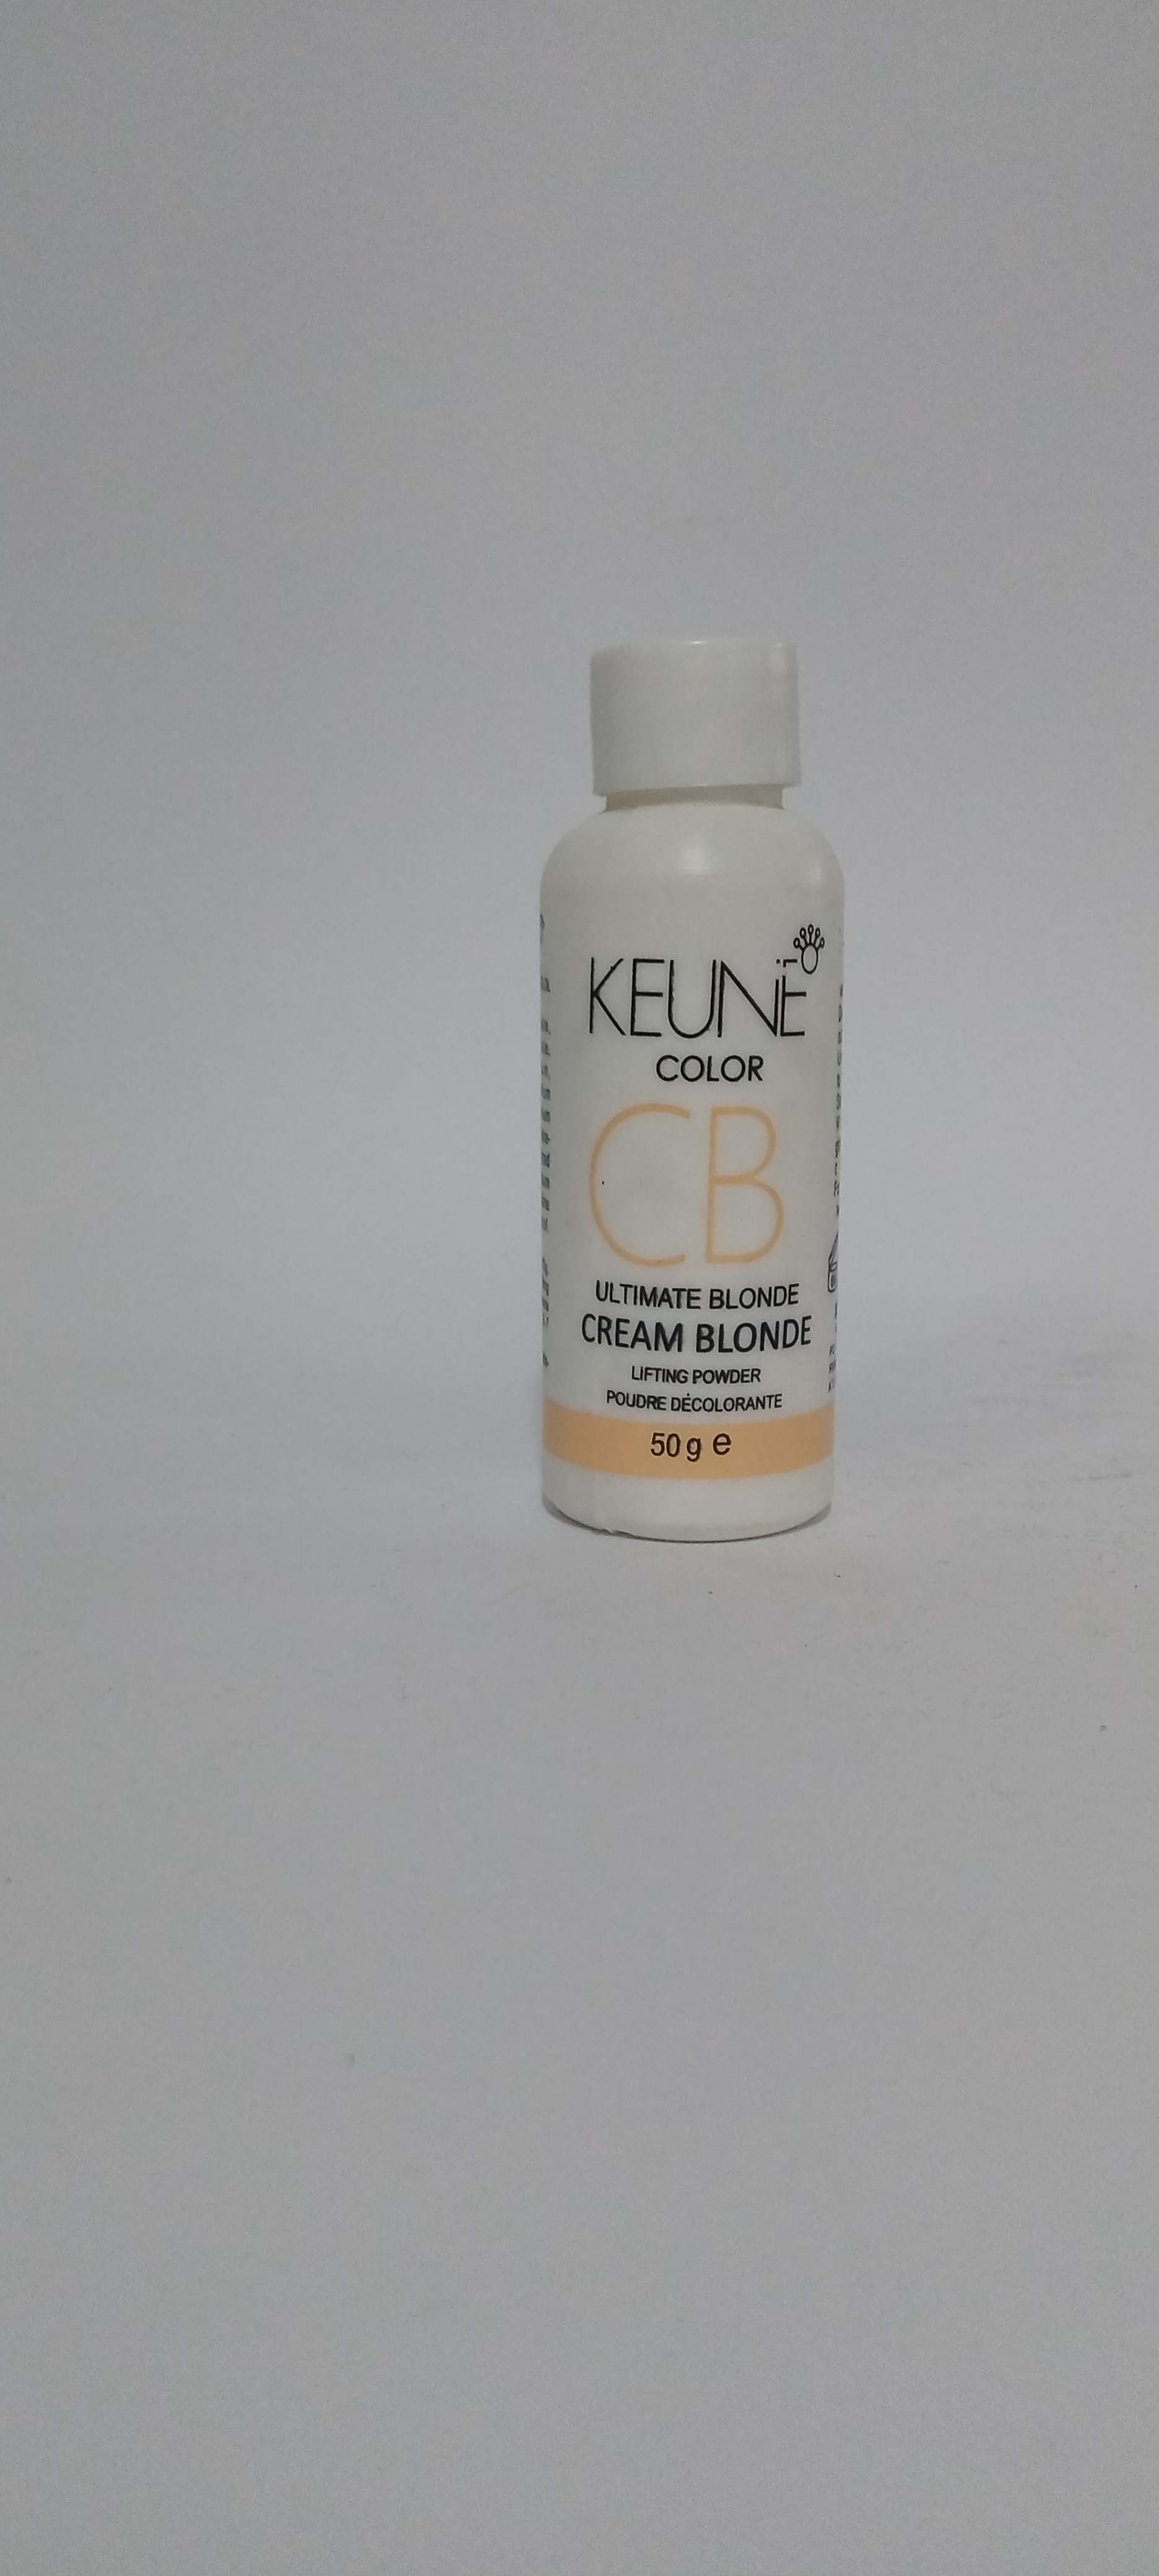 KEUNE
COLOR
CB
ULTIMATE BLONDE
CREAM BLONDE
LIFTING POWDER
POUDRE DÉCOLORANTE
50 g e